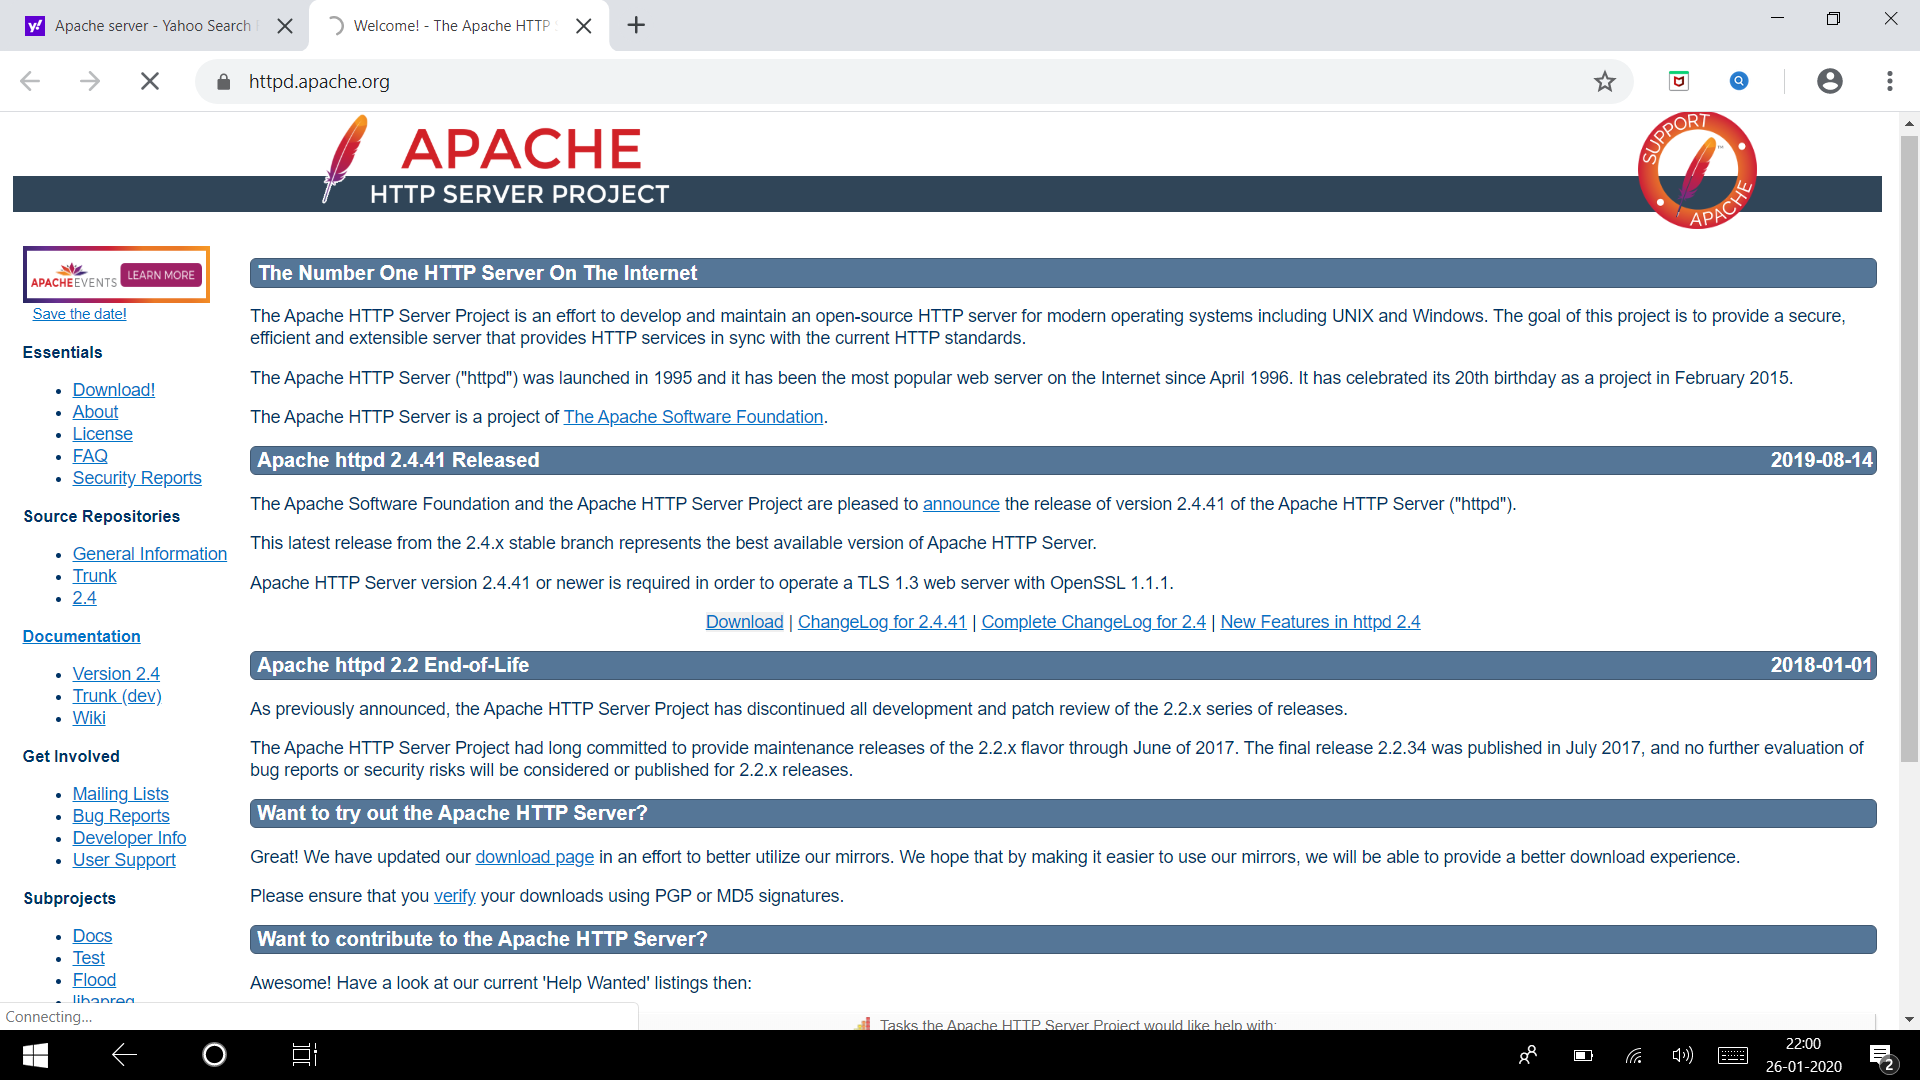 Apache server - Yahoo Search
Welcome! - The Apache HTTP
httpd.apache.org
APACHE
HTTP SERVER PROJECT
SUPPORT
APACHE
APACHEEVENTS LEARN MORE
Save the date!
Essentials
Download!
About
License
FAQ
Security Reports
Source Repositories
General Information
Trunk
2.4
Documentation
Version 2.4
Trunk (dev)
Wiki
Get Involved
Mailing Lists
Bug Reports
Developer Info
User Support
Subprojects
Docs
Test
Flood
libapreq
The Number One HTTP Server On The Internet
The Apache HTTP Server Project is an effort to develop and maintain an open-source HTTP server for modern operating systems including UNIX and Windows. The goal of this project is to provide a secure,
efficient and extensible server that provides HTTP services in sync with the current HTTP standards.
The Apache HTTP Server ("httpd") was launched in 1995 and it has been the most popular web server on the Internet since April 1996. It has celebrated its 20th birthday as a project in February 2015.
The Apache HTTP Server is a project of The Apache Software Foundation.
Apache httpd 2.4.41 Released 2019-08-14
The Apache Software Foundation and the Apache HTTP Server Project are pleased to announce the release of version 2.4.41 of the Apache HTTP Server ("httpd").
This latest release from the 2.4.x stable branch represents the best available version of Apache HTTP Server.
Apache HTTP Server version 2.4.41 or newer is required in order to operate a TLS 1.3 web server with OpenSSL 1.1.1.
Download | ChangeLog for 2.4.41 | Complete ChangeLog for 2.4 | New Features in httpd 2.4
Apache httpd 2.2 End-of-Life 2018-01-01
As previously announced, the Apache HTTP Server Project has discontinued all development and patch review of the 2.2.x series of releases.
The Apache HTTP Server Project had long committed to provide maintenance releases of the 2.2.x flavor through June of 2017. The final release 2.2.34 was published in July 2017, and no further evaluation of
bug reports or security risks will be considered or published for 2.2.x releases.
Want to try out the Apache HTTP Server?
Great! We have updated our download page in an effort to better utilize our mirrors. We hope that by making it easier to use our mirrors, we will be able to provide a better download experience.
Please ensure that you verify your downloads using PGP or MD5 signatures.
Want to contribute to the Apache HTTP Server?
Awesome! Have a look at our current 'Help Wanted' listings then:
Tasks the Apache HTTP Server Project would like help with:
Connecting...
22:00
26-01-2020
2